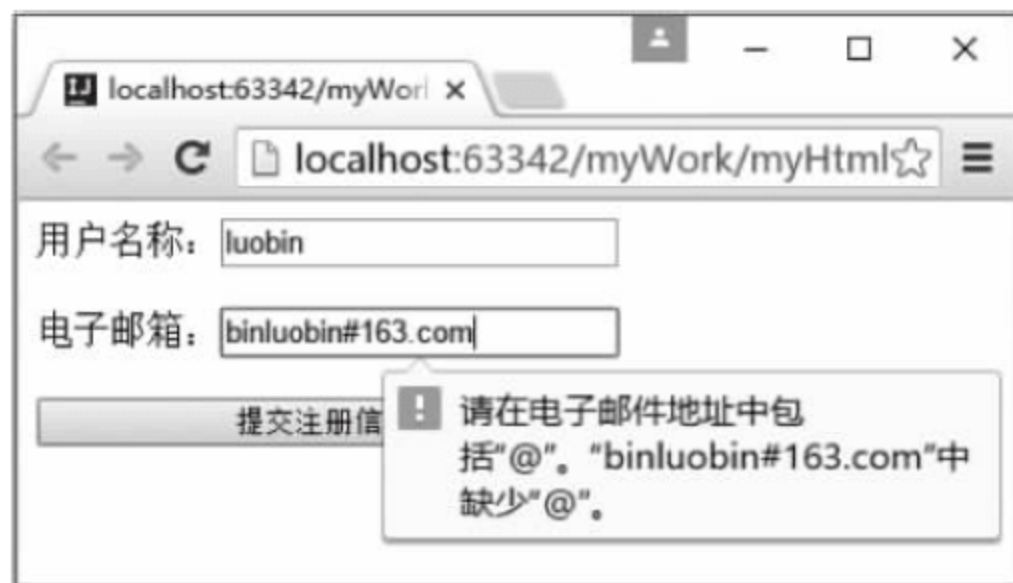 localhost:63342/myWorl
localhost:63342/myWork/myHtml
用户名称：luobin
电子邮箱：binluobin#163.com
提交注册信
请在电子邮件地址中包
括“@”。“binluobin#163.com”中
缺少“@”。